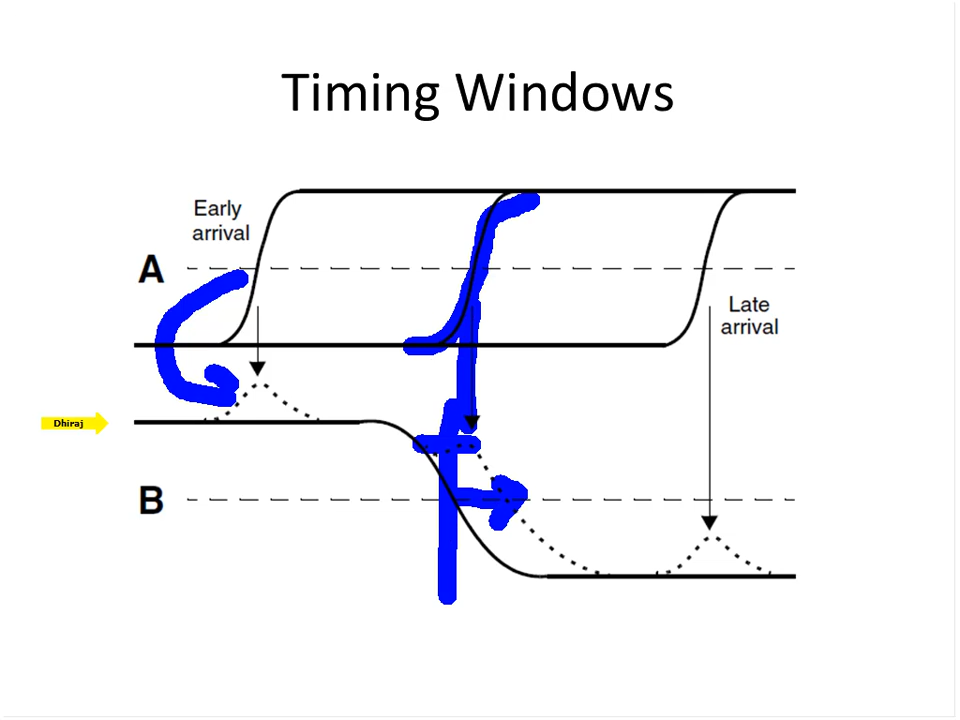 Timing Windows
Early
arrival
A
Late
arrival
Dhiraj
B